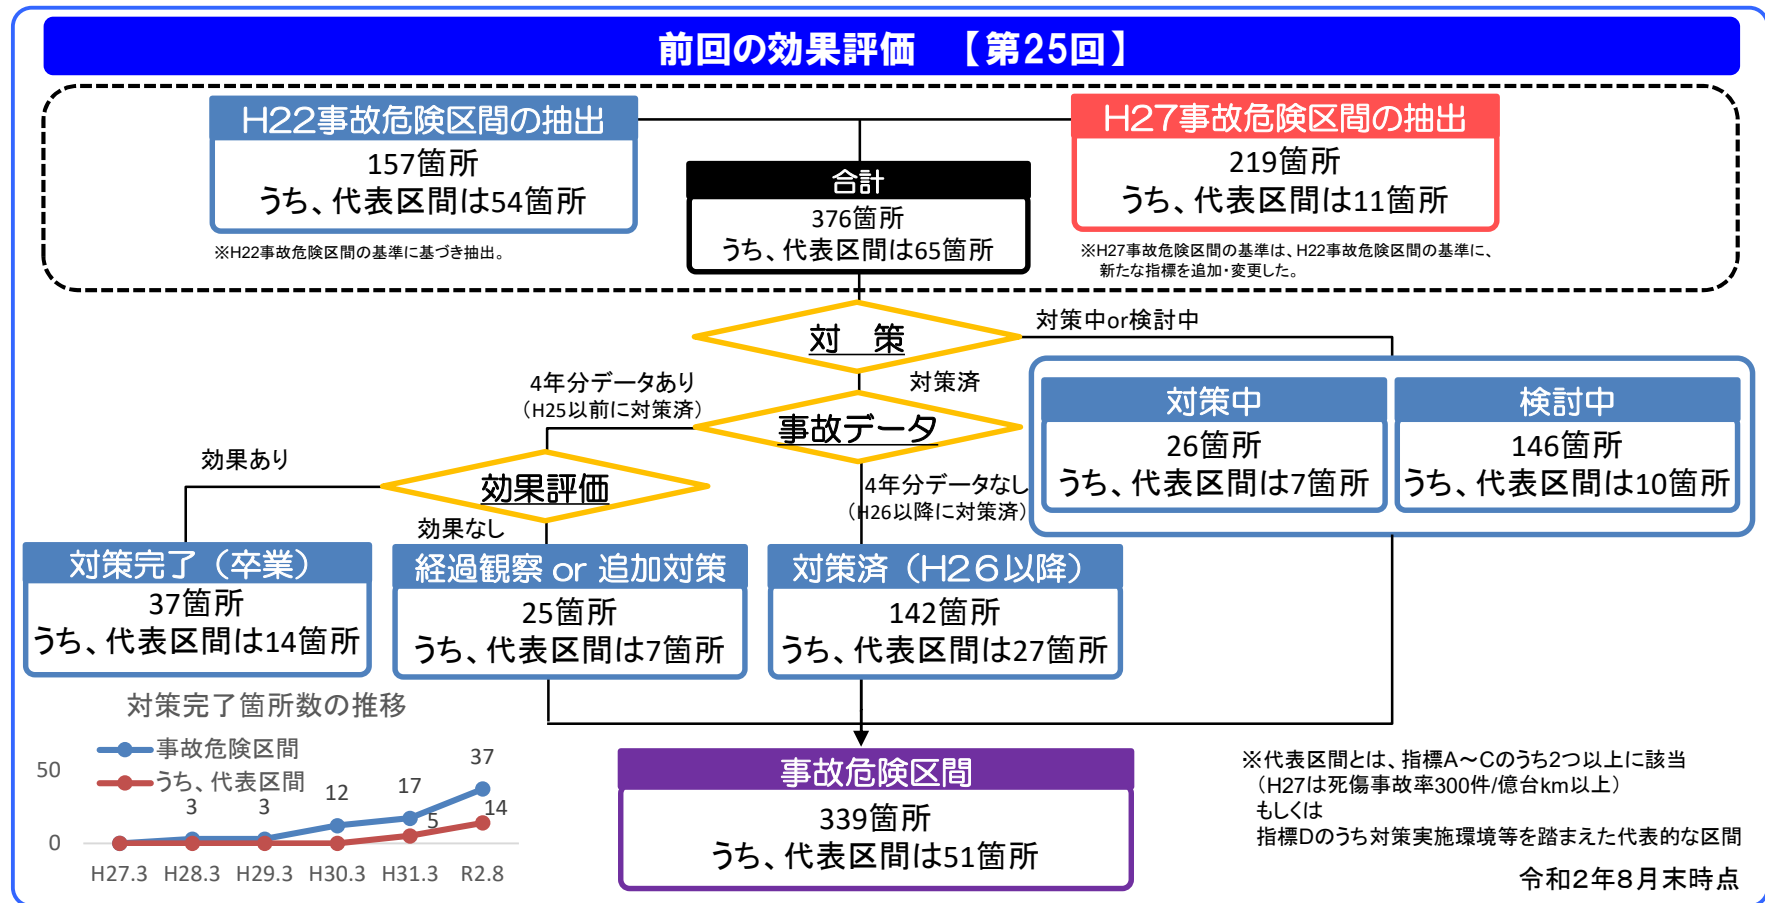 前回の効果評価　【第25回】
H22事故危険区間の抽出
157箇所
うち、代表区間は54箇所
※H22事故危険区間の基準に基づき抽出。
合計
376箇所
うち、代表区間は65箇所
H27事故危険区間の抽出
219箇所
うち、代表区間は11箇所
※H27事故危険区間の基準は、H22事故危険区間の基準に、
新たな指標を追加・変更した。
対　策
対策中or検討中
対策済
4年分データあり
（H25以前に対策済）
事故データ
対策中
26箇所
うち、代表区間は7箇所
検討中
146箇所
うち、代表区間は10箇所
効果あり
効果評価
効果なし
4年分データなし
（H26以降に対策済）
対策完了（卒業）
37箇所
うち、代表区間は14箇所
経過観察 or 追加対策
25箇所
うち、代表区間は7箇所
対策済（H26以降）
142箇所
うち、代表区間は27箇所
対策完了箇所数の推移
事故危険区間
うち、代表区間
50
0
3
3
12
17
37
5
14
H27.3 H28.3 H29.3 H30.3 H31.3 R2.8
事故危険区間
339箇所
うち、代表区間は51箇所
※代表区間とは、指標A～Cのうち2つ以上に該当
（H27は死傷事故率300件/億台km以上）
もしくは
指標Dのうち対策実施環境等を踏まえた代表的な区間
令和2年8月末時点